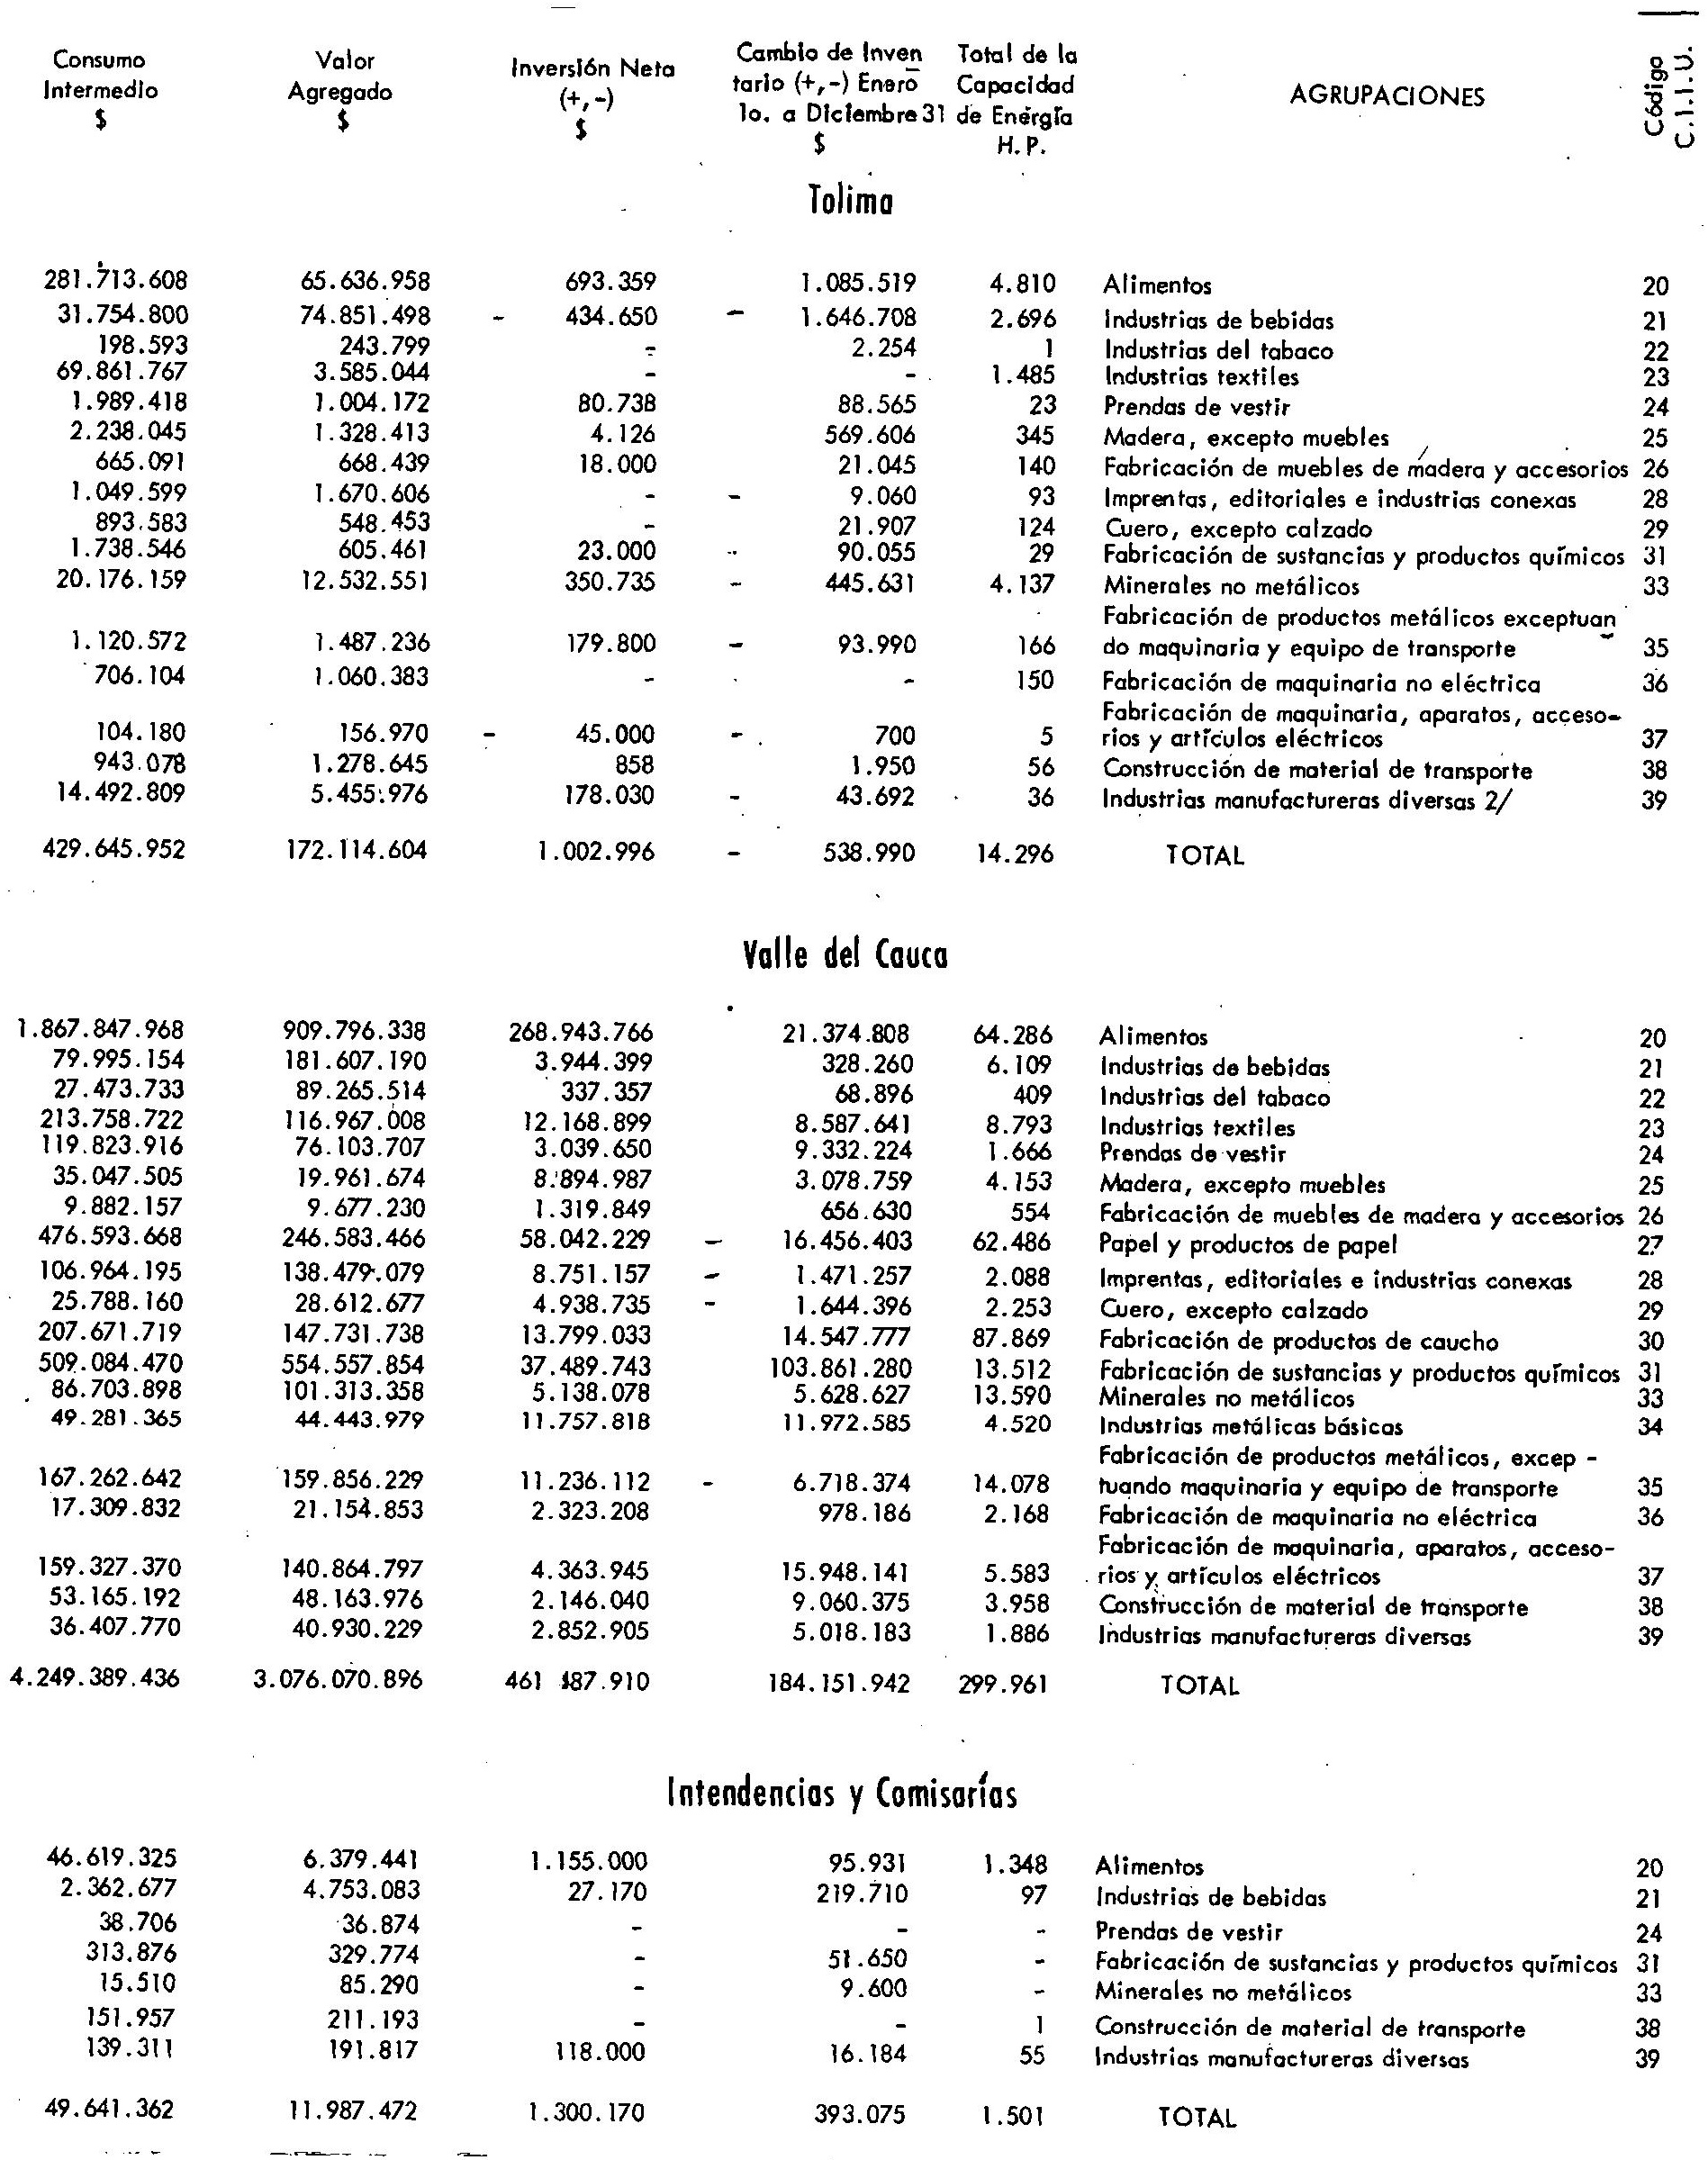 Consumo Intermedio $ Valor Agregado $ Inversión Neta (+,-) $ Cambio de Inven tario (+,-) Enero 1o. a Diciembre 31 $ Total de la Capacidad de Energía H.P. AGRUPACIONES Código C.I.I.U.
Tolima
281.713.608 65.636.958 693.359 1.085.519 4.810 Alimentos 20
31.754.800 74.851.498 - 434.650 - 1.646.708 2.696 Industrias de bebidas 21
198.593 243.799 - 2.254 1 Industrias del tabaco 22
69.861.767 3.585.044 - - 1.485 Industrias textiles 23
1.989.418 1.004.172 80.738 88.565 23 Prendas de vestir 24
2.238.045 1.328.413 4.126 569.606 345 Madera, excepto muebles 25
665.091 668.439 18.000 21.045 140 Fabricación de muebles de madera y accesorios 26
1.049.599 1.670.606 - - 9.060 93 Imprentas, editoriales e industrias conexas 28
893.583 548.453 - 21.907 124 Cuero, excepto calzado 29
1.738.546 605.461 23.000 - 90.055 29 Fabricación de sustancias y productos químicos 31
20.176.159 12.532.551 350.735 - 445.631 4.137 Minerales no metálicos 33
Fabricación de productos metálicos exceptuan
1.120.572 1.487.236 179.800 - 93.990 166 do maquinaria y equipo de transporte 35
706.104 1.060.383 - - 150 Fabricación de maquinaria no eléctrica 36
Fabricación de maquinaria, aparatos, acceso-
104.180 156.970 - 45.000 - 700 5 rios y artículos eléctricos 37
943.078 1.278.645 858 1.950 56 Construcción de material de transporte 38
14.492.809 5.455.976 178.030 - 43.692 36 Industrias manufactureras diversas 2/ 39
429.645.952 172.114.604 1.002.996 - 538.990 14.296 TOTAL
Valle del Cauca
1.867.847.968 909.796.338 268.943.766 21.374.808 64.286 Alimentos 20
79.995.154 181.607.190 3.944.399 328.260 6.109 Industrias de bebidas 21
27.473.733 89.265.514 337.357 68.896 409 Industrias del tabaco 22
213.758.722 116.967.008 12.168.899 8.587.641 8.793 Industrias textiles 23
119.823.916 76.103.707 3.039.650 9.332.224 1.666 Prendas de vestir 24
35.047.505 19.961.674 8.894.987 3.078.759 4.153 Madera, excepto muebles 25
9.882.157 9.677.230 1.319.849 656.630 554 Fabricación de muebles de madera y accesorios 26
476.593.668 246.583.466 58.042.229 - 16.456.403 62.486 Papel y productos de papel 27
106.964.195 138.479.079 8.751.157 - 1.471.257 2.088 Imprentas, editoriales e industrias conexas 28
25.788.160 28.612.677 4.938.735 - 1.644.396 2.253 Cuero, excepto calzado 29
207.671.719 147.731.738 13.799.033 14.547.777 87.869 Fabricación de productos de caucho 30
509.084.470 554.557.854 37.489.743 103.861.280 13.512 Fabricación de sustancias y productos químicos 31
86.703.898 101.313.358 5.138.078 5.628.627 13.590 Minerales no metálicos 33
49.281.365 44.443.979 11.757.818 11.972.585 4.520 Industrias metálicas básicas 34
Fabricación de productos metálicos, excep -
167.262.642 159.856.229 11.236.112 - 6.718.374 14.078 tuando maquinaria y equipo de transporte 35
17.309.832 21.154.853 2.323.208 978.186 2.168 Fabricación de maquinaria no eléctrica 36
Fabricación de maquinaria, aparatos, acceso-
159.327.370 140.864.797 4.363.945 15.948.141 5.583 rios y artículos eléctricos 37
53.165.192 48.163.976 2.146.040 9.060.375 3.958 Construcción de material de transporte 38
36.407.770 40.930.229 2.852.905 5.018.183 1.886 Industrias manufactureras diversas 39
4.249.389.436 3.076.070.896 461 487.910 184.151.942 299.961 TOTAL
Intendencias y Comisarías
46.619.325 6.379.441 1.155.000 95.931 1.348 Alimentos 20
2.362.677 4.753.083 27.170 219.710 97 Industrias de bebidas 21
38.706 36.874 - - - Prendas de vestir 24
313.876 329.774 - 51.650 - Fabricación de sustancias y productos químicos 31
15.510 85.290 - 9.600 - Minerales no metálicos 33
151.957 211.193 - - 1 Construcción de material de transporte 38
139.311 191.817 118.000 16.184 55 Industrias manufactureras diversas 39
49.641.362 11.987.472 1.300.170 393.075 1.501 TOTAL